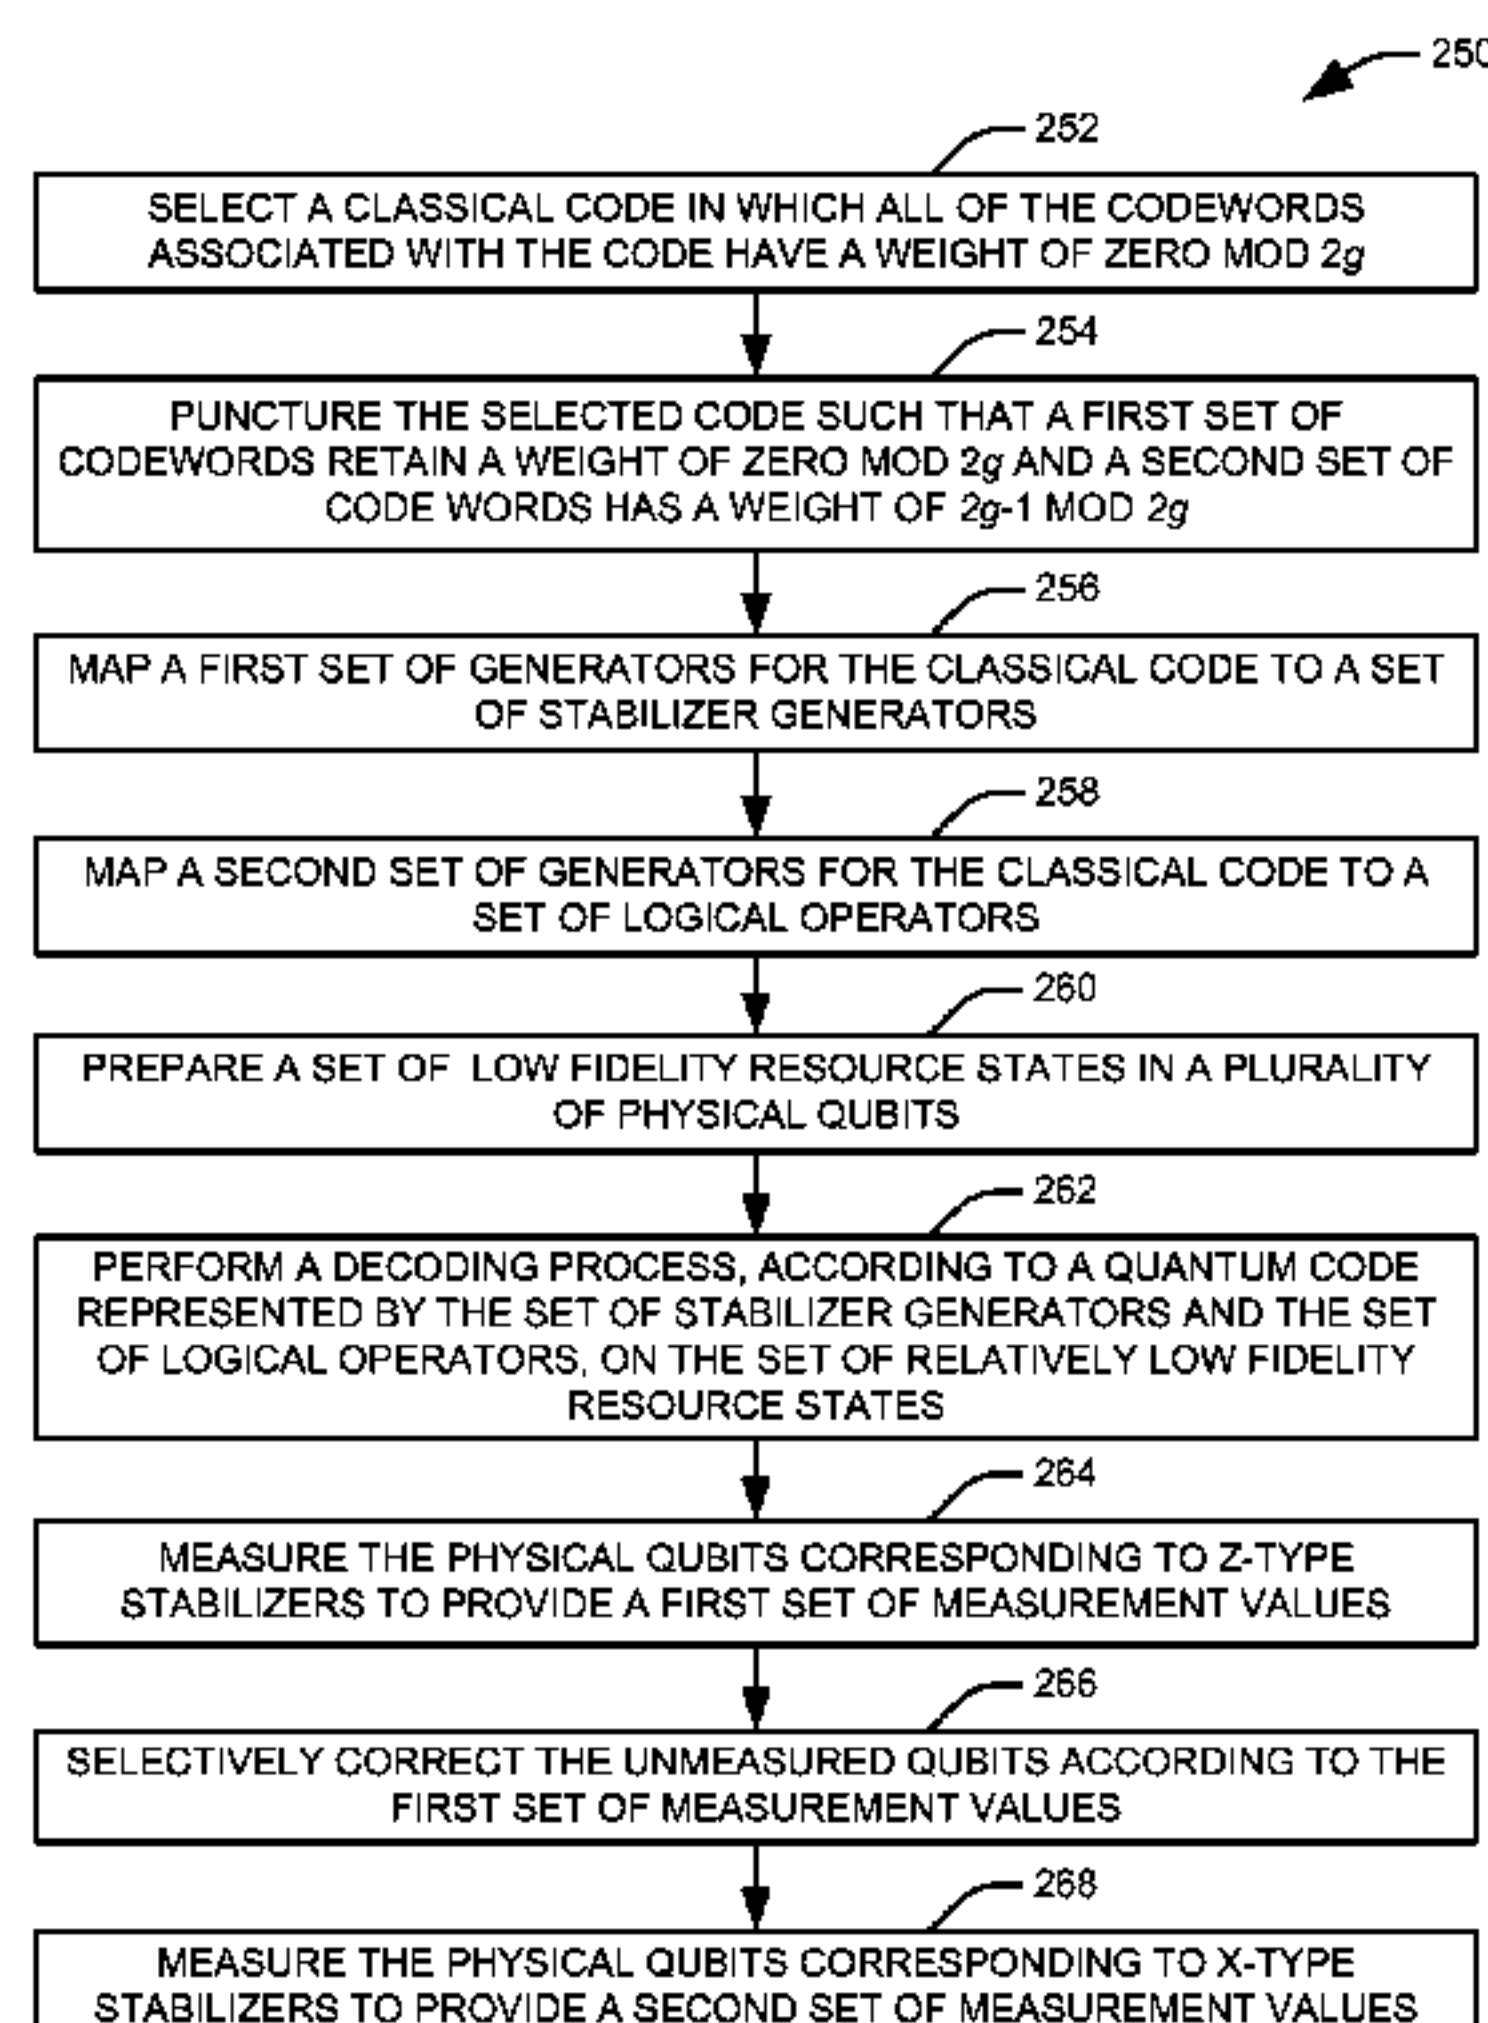 250
252
SELECT A CLASSICAL CODE IN WHICH ALL OF THE CODEWORDS
ASSOCIATED WITH THE CODE HAVE A WEIGHT OF ZERO MOD 2g
254
PUNCTURE THE SELECTED CODE SUCH THAT A FIRST SET OF
CODEWORDS RETAIN A WEIGHT OF ZERO MOD 2g AND A SECOND SET OF
CODE WORDS HAS A WEIGHT OF 2g-1 MOD 2g
256
MAP A FIRST SET OF GENERATORS FOR THE CLASSICAL CODE TO A SET
OF STABILIZER GENERATORS
258
MAP A SECOND SET OF GENERATORS FOR THE CLASSICAL CODE TO A
SET OF LOGICAL OPERATORS
260
PREPARE A SET OF LOW FIDELITY RESOURCE STATES IN A PLURALITY
OF PHYSICAL QUBITS
262
PERFORM A DECODING PROCESS, ACCORDING TO A QUANTUM CODE
REPRESENTED BY THE SET OF STABILIZER GENERATORS AND THE SET
OF LOGICAL OPERATORS, ON THE SET OF RELATIVELY LOW FIDELITY
RESOURCE STATES
264
MEASURE THE PHYSICAL QUBITS CORRESPONDING TO Z-TYPE
STABILIZERS TO PROVIDE A FIRST SET OF MEASUREMENT VALUES
266
SELECTIVELY CORRECT THE UNMEASURED QUBITS ACCORDING TO THE
FIRST SET OF MEASUREMENT VALUES
268
MEASURE THE PHYSICAL QUBITS CORRESPONDING TO X-TYPE
STABILIZERS TO PROVIDE A SECOND SET OF MEASUREMENT VALUES